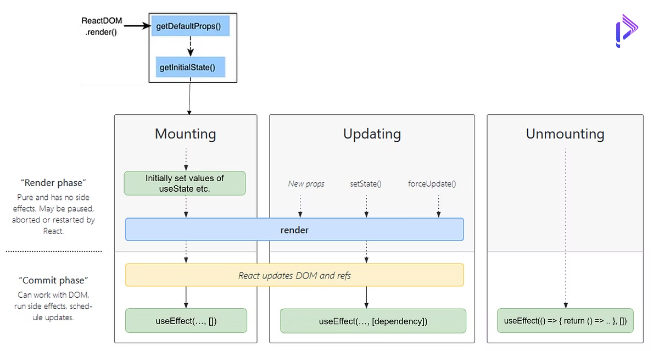 ReactDOM
.render()
getDefaultProps()
getInitialState()
Mounting
Updating
Unmounting
"Render phase"
Pure and has no side
effects. May be paused,
aborted or restarted by
React.
Initially set values of
useState etc.
New props
setState()
forceUpdate()
render
"Commit phase"
Can work with DOM,
run side effects, sched-
ule updates.
React updates DOM and refs
useEffect(..., [])
useEffect(..., [dependency])
useEffect(() => { return () => .. }, [])